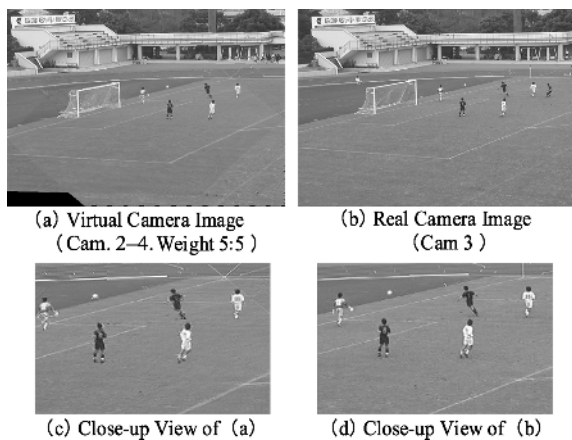 (a) Virtual Camera Image
(Cam. 2–4. Weight 5:5 )
(b) Real Camera Image
(Cam 3 )
(c) Close-up View of (a)
(d) Close-up View of (b)